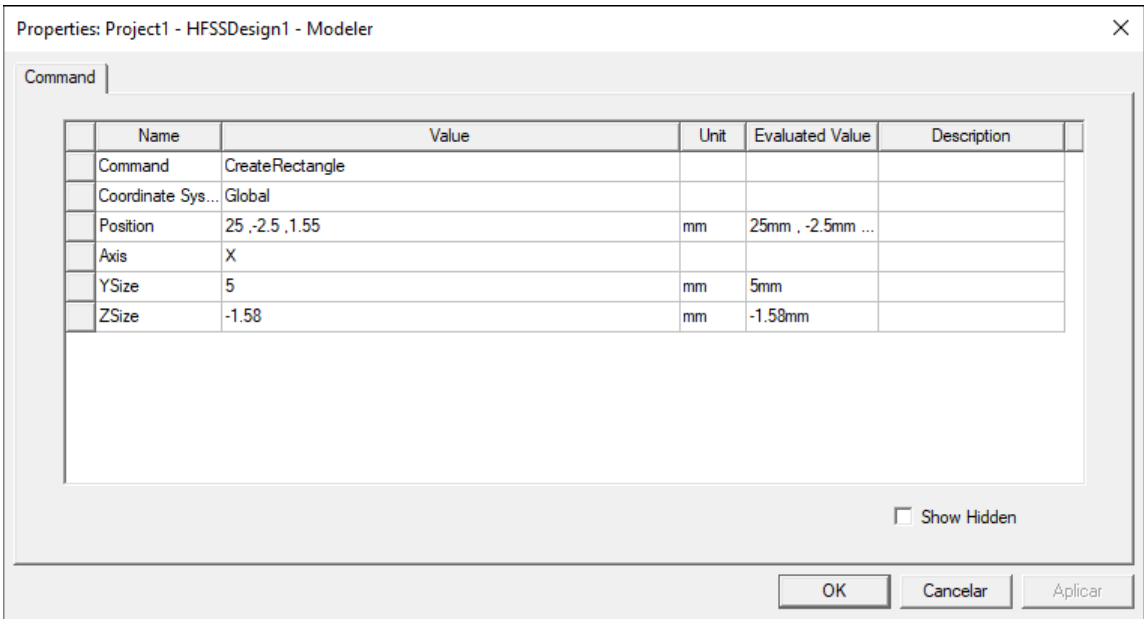 Properties: Project1 - HFSSDesign1 - Modeler
Command
Name Value Unit Evaluated Value Description
Command CreateRectangle
Coordinate Sys... Global
Position 25 ,-2.5 ,1.55 mm 25mm , -2.5mm ...
Axis X
YSize 5 mm 5mm
ZSize -1.58 mm -1.58mm
Show Hidden
OK Cancelar Aplicar